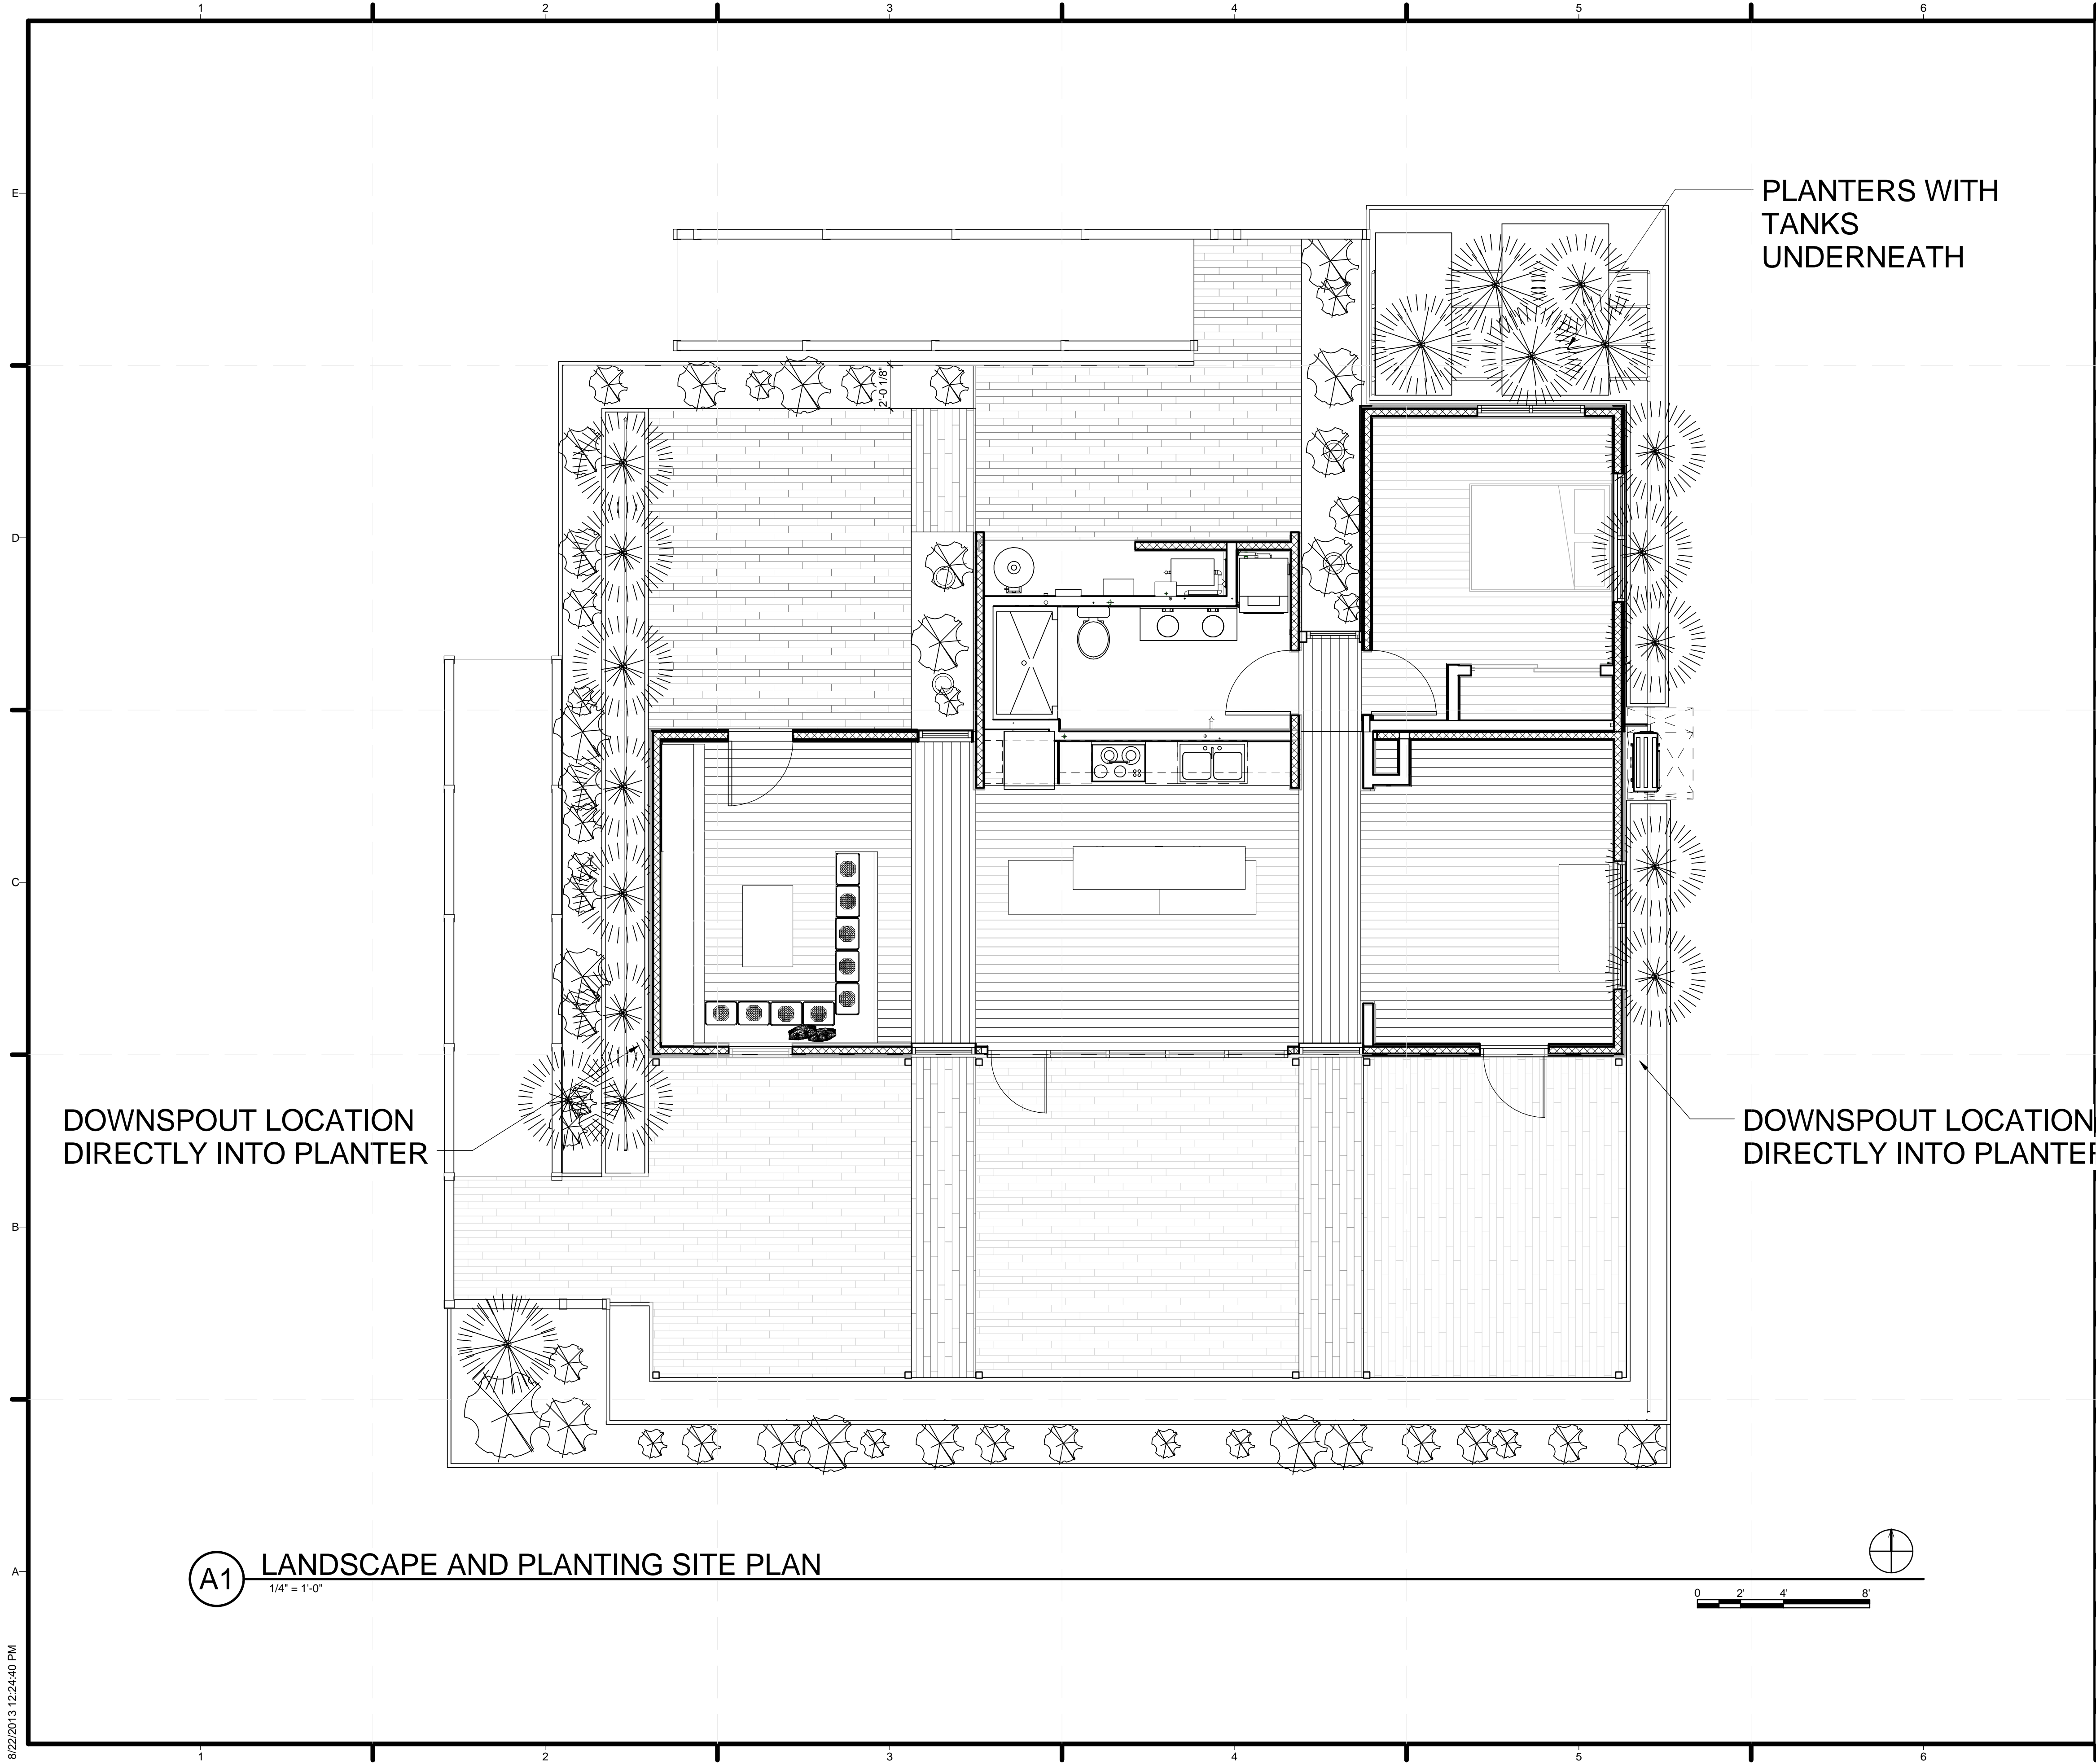 1 2 3 4 5 6
E
PLANTERS WITH
TANKS
UNDERNEATH
2'-0 1/8"
D
C
DOWNSPOUT LOCATION
DIRECTLY INTO PLANTER
DOWNSPOUT LOCATION
DIRECTLY INTO PLANTER
B
A
A1
LANDSCAPE AND PLANTING SITE PLAN
1/4" = 1'-0"
0 2' 4' 8'
8/22/2013 12:24:40 PM
1 2 3 4 5 6